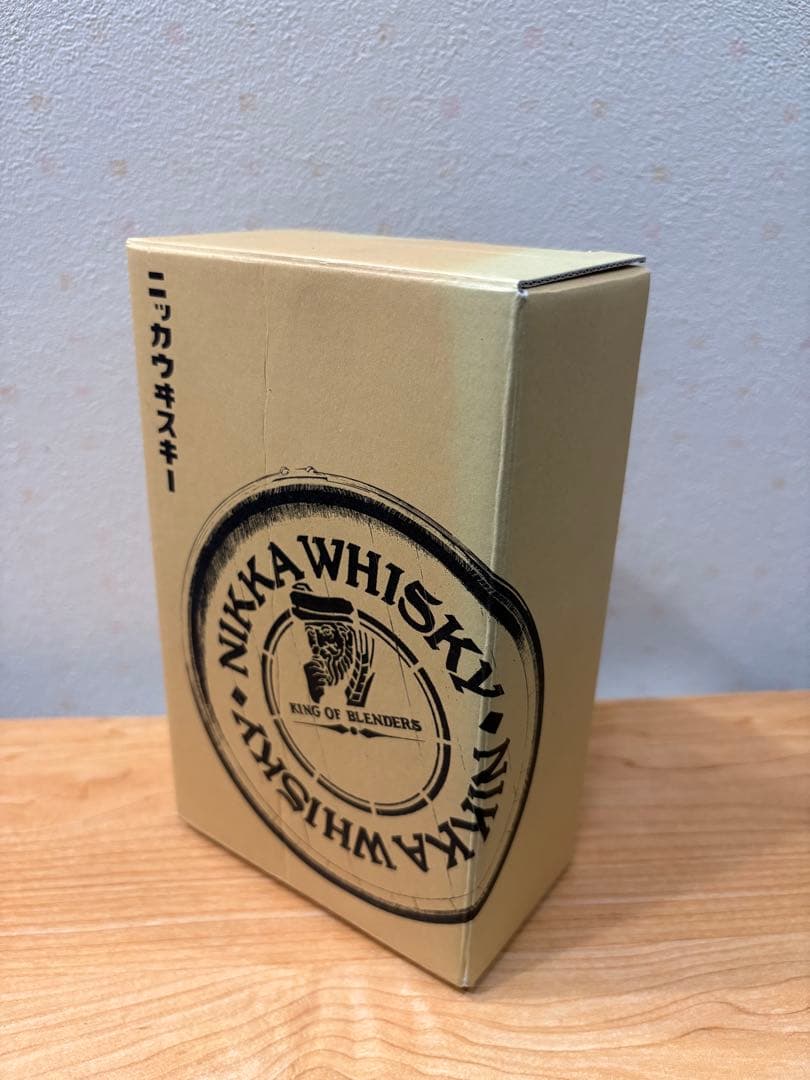 ニッカウヰスキー
NIKKA WHISKY • NIKKA WHISKY •
KING OF BLENDERS